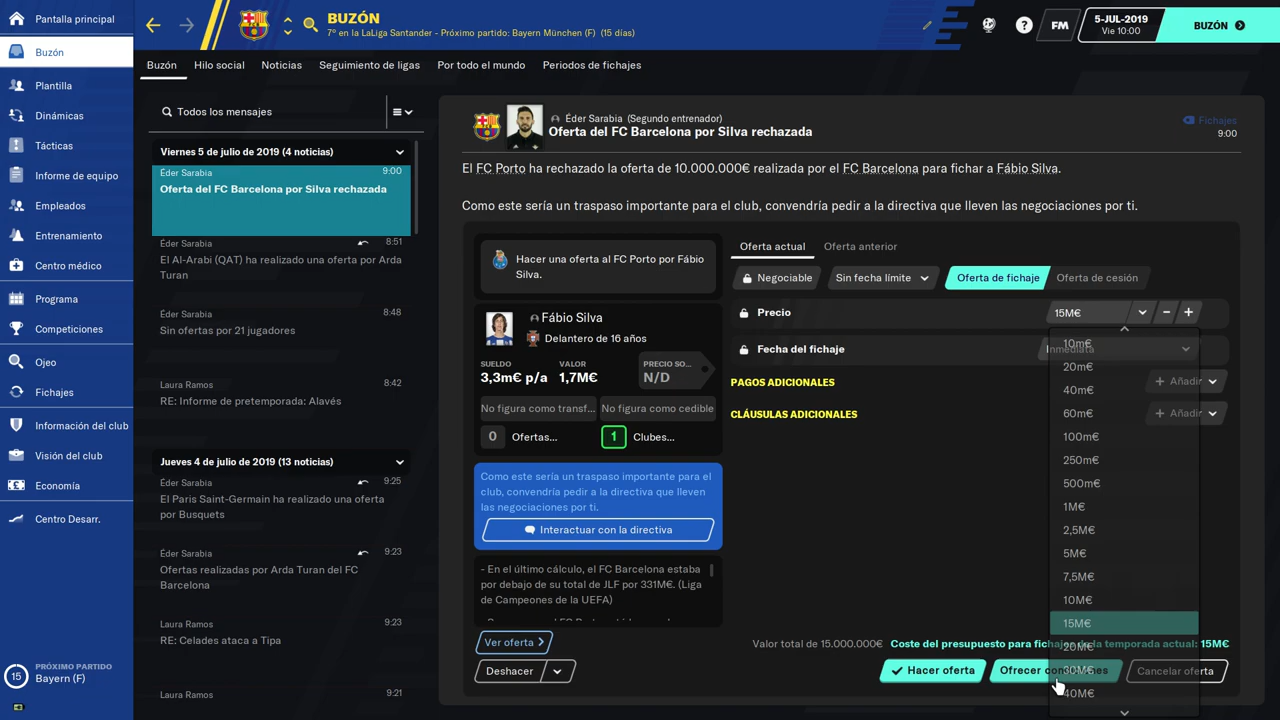 Pantalla principal
Buzón
Plantilla
Dinámicas
Tácticas
Informe de equipo
Empleados
Entrenamiento
Centro médico
Programa
Competiciones
Ojeo
Fichajes
Información del club
Visión del club
Economía
Centro Desarr.
15
PRÓXIMO PARTIDO
Bayern (F)
BUZÓN
7º en la LaLiga Santander - Próximo partido: Bayern München (F) (15 días)
FM
5-JUL-2019
Vie 10:00
BUZÓN
Buzón
Hilo social
Noticias
Seguimiento de ligas
Por todo el mundo
Periodos de fichajes
Todos los mensajes
Viernes 5 de julio de 2019 (4 noticias)
Éder Sarabia 9:00
Oferta del FC Barcelona por Silva rechazada
Éder Sarabia 8:51
El Al-Arabi (QAT) ha realizado una oferta por Arda
Turan
Éder Sarabia 8:48
Sin ofertas por 21 jugadores
Laura Ramos 8:42
RE: Informe de pretemporada: Alavés
Jueves 4 de julio de 2019 (13 noticias)
Éder Sarabia 9:25
El Paris Saint-Germain ha realizado una oferta
por Busquets
Éder Sarabia 9:23
Ofertas realizadas por Arda Turan del FC
Barcelona
Laura Ramos 9:23
RE: Celades ataca a Tipa
Laura Ramos 9:21
Éder Sarabia (Segundo entrenador)
Oferta del FC Barcelona por Silva rechazada
Fichajes
9:00
El FC Porto ha rechazado la oferta de 10.000.000€ realizada por el FC Barcelona para fichar a Fábio Silva.
Como este sería un traspaso importante para el club, convendría pedir a la directiva que lleven las negociaciones por ti.
Hacer una oferta al FC Porto por Fábio
Silva.
Fábio Silva
Delantero de 16 años
SUELDO
3,3m€ p/a
VALOR
1,7M€
PRECIO SO...
N/D
No figura como transf...
No figura como cedible
0 Ofertas...
1 Clubes...
Como este sería un traspaso importante para el
club, convendría pedir a la directiva que lleven
las negociaciones por ti.
Interactuar con la directiva
- En el último cálculo, el FC Barcelona estaba
por debajo de su total de JLF por 331M€. (Liga
de Campeones de la UEFA)
Ver oferta
Deshacer
Oferta actual
Oferta anterior
Negociable
Sin fecha límite
Oferta de fichaje
Oferta de cesión
Precio
15M€
Fecha del fichaje
Inmediata
PAGOS ADICIONALES
Añadir
CLÁUSULAS ADICIONALES
Añadir
10m€
20m€
40m€
60m€
100m€
250m€
500m€
1M€
2,5M€
5M€
7,5M€
10M€
15M€
20M€
30M€
40M€
Valor total de 15.000.000€
Coste del presupuesto para fichajes de la temporada actual: 15M€
Hacer oferta
Ofrecer
Cancelar oferta